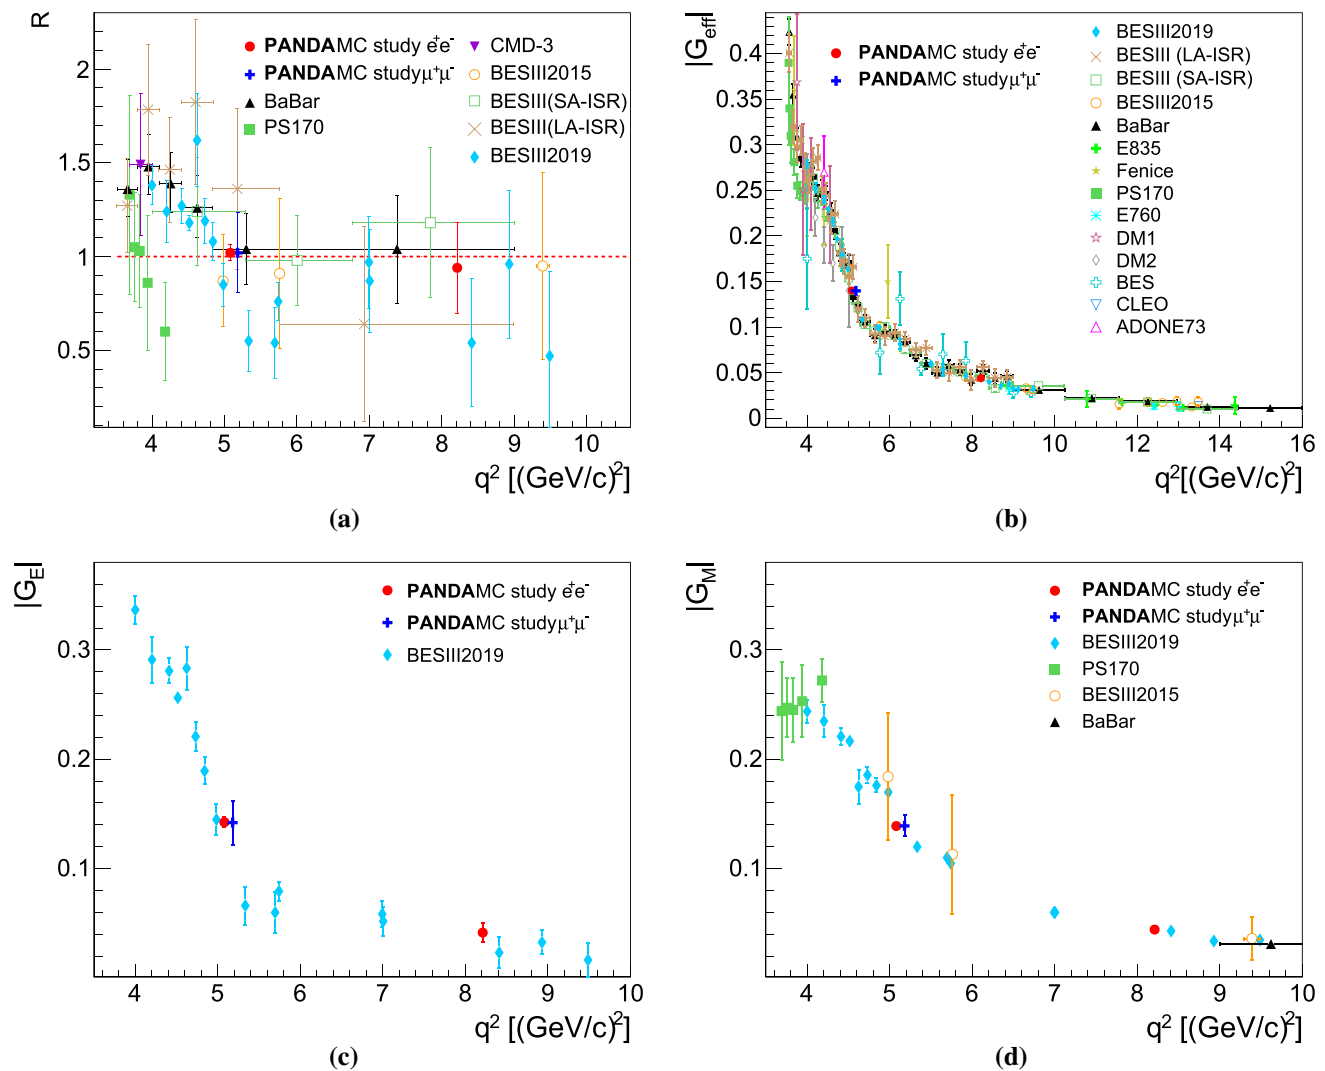 R
2
1.5
1
0.5
4 5 6 7 8 9 10
q² [(GeV/c)²]
PANDAMC study e⁺e⁻
PANDAMC studyμ⁺μ⁻
BaBar
PS170
CMD-3
BESIII2015
BESIII(SA-ISR)
BESIII(LA-ISR)
BESIII2019
(a)
|G_eff|
0.4
0.35
0.3
0.25
0.2
0.15
0.1
0.05
0
4 6 8 10 12 14 16
q²[(GeV/c)²]
PANDAMC study e⁺e⁻
PANDAMC studyμ⁺μ⁻
BESIII2019
BESIII (LA-ISR)
BESIII (SA-ISR)
BESIII2015
BaBar
E835
Fenice
PS170
E760
DM1
DM2
BES
CLEO
ADONE73
(b)
|G_E|
0.3
0.2
0.1
4 5 6 7 8 9 10
q² [(GeV/c)²]
PANDAMC study e⁺e⁻
PANDAMC studyμ⁺μ⁻
BESIII2019
(c)
|G_M|
0.3
0.2
0.1
4 5 6 7 8 9 10
q² [(GeV/c)²]
PANDAMC study e⁺e⁻
PANDAMC studyμ⁺μ⁻
BESIII2019
PS170
BESIII2015
BaBar
(d)